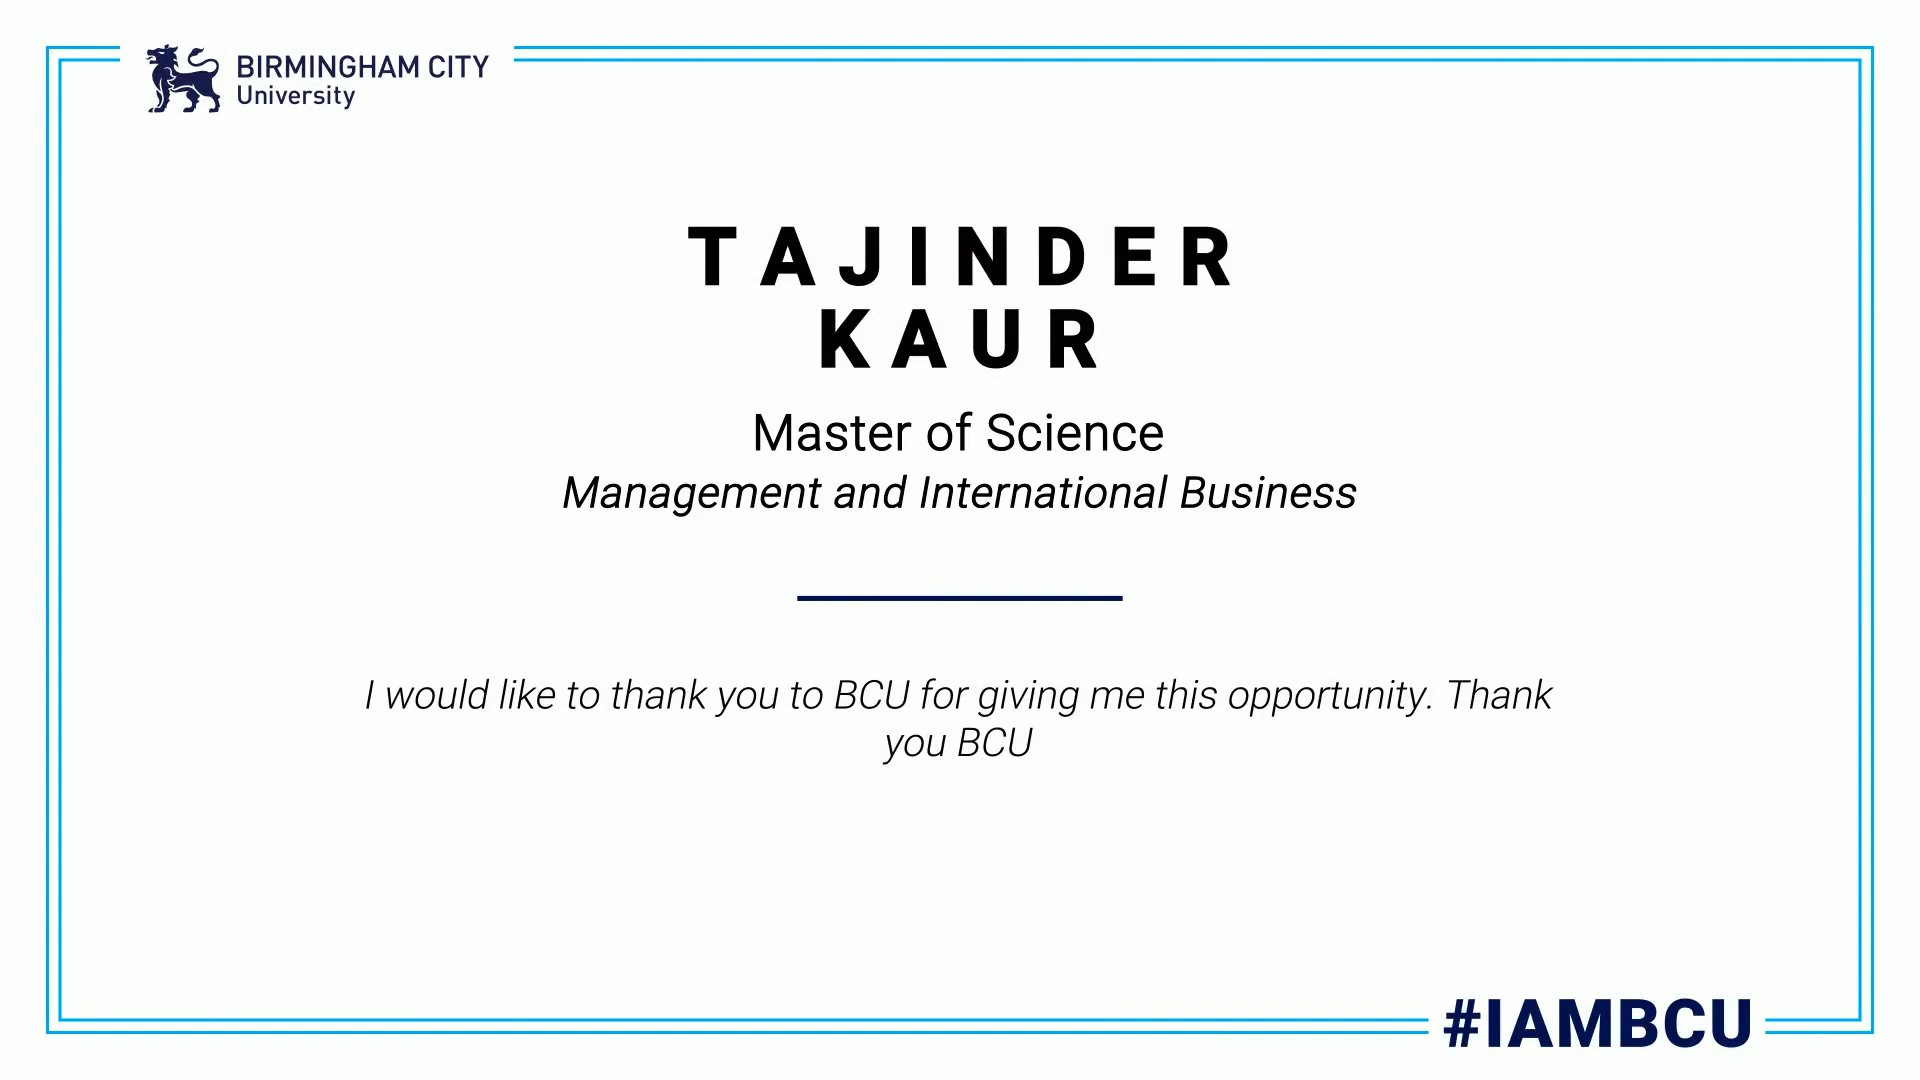 BIRMINGHAM CITY
University
TAJINDER
KAUR
Master of Science
Management and International Business
I would like to thank you to BCU for giving me this opportunity. Thank
you BCU
#IAMBCU